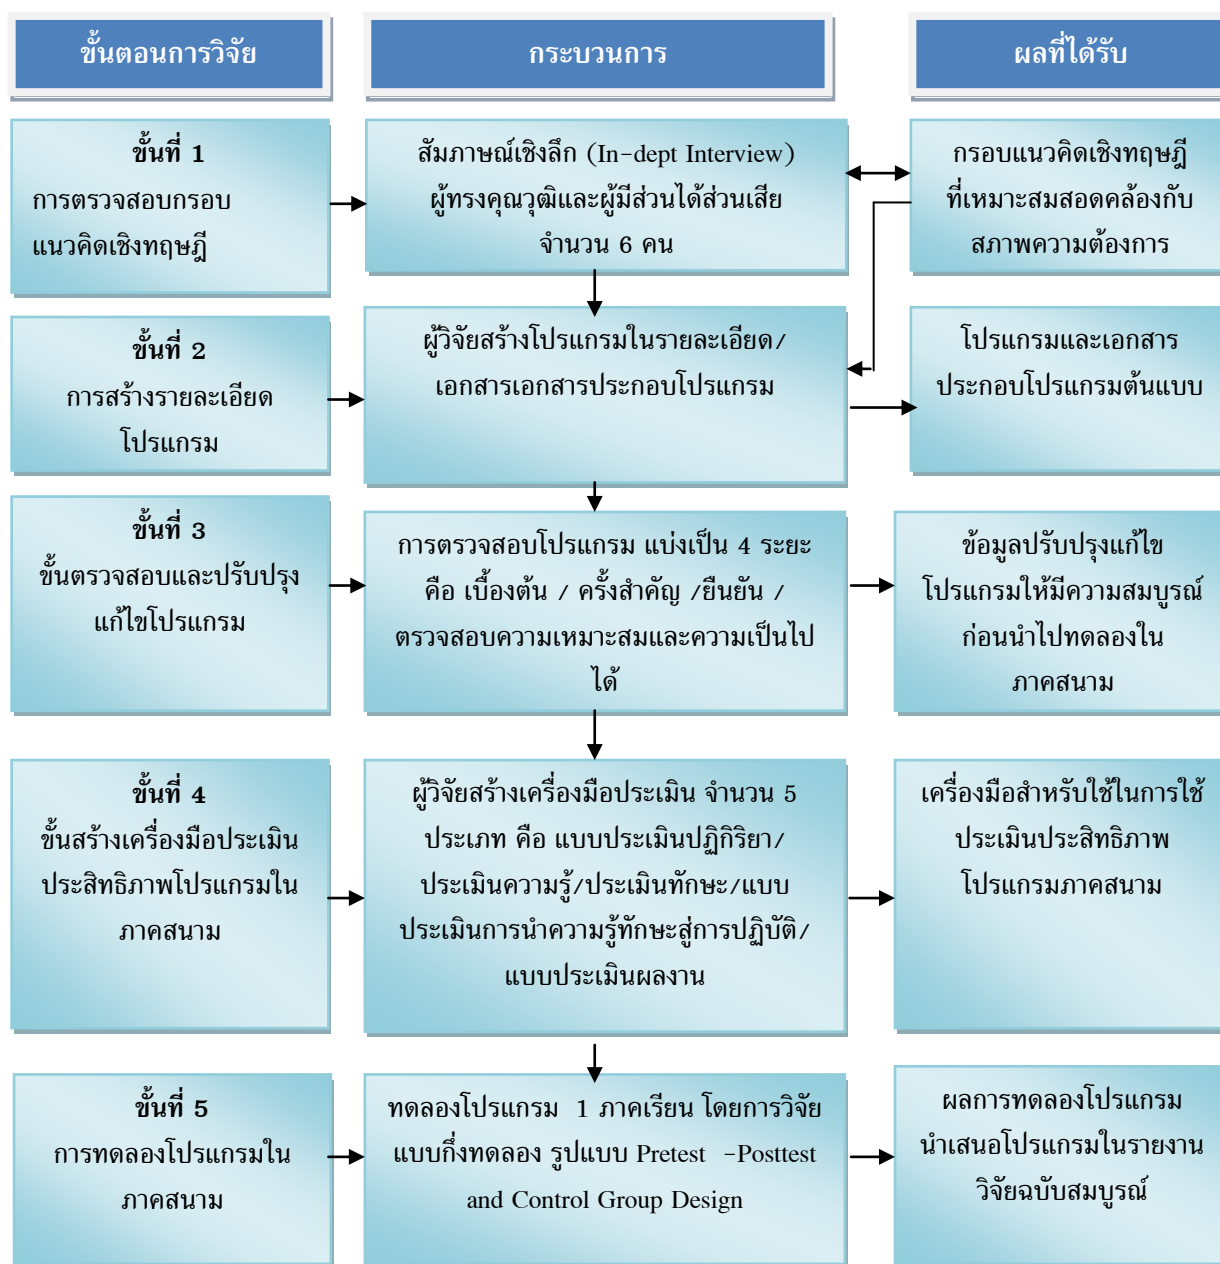 ขั้นตอนการวิจัย
กระบวนการ
ผลที่ได้รับ
ขั้นที่ 1
การตรวจสอบกรอบ
แนวคิดเชิงทฤษฎี
สัมภาษณ์เชิงลึก (In-dept Interview)
ผู้ทรงคุณวุฒิและผู้มีส่วนได้ส่วนเสีย
จำนวน 6 คน
กรอบแนวคิดเชิงทฤษฎี
ที่เหมาะสมสอดคล้องกับ
สภาพความต้องการ
ขั้นที่ 2
การสร้างรายละเอียด
โปรแกรม
ผู้วิจัยสร้างโปรแกรมในรายละเอียด/
เอกสารเอกสารประกอบโปรแกรม
โปรแกรมและเอกสาร
ประกอบโปรแกรมต้นแบบ
ขั้นที่ 3
ขั้นตรวจสอบและปรับปรุง
แก้ไขโปรแกรม
การตรวจสอบโปรแกรม แบ่งเป็น 4 ระยะ
คือ เบื้องต้น / ครั้งสำคัญ /ยืนยัน /
ตรวจสอบความเหมาะสมและความเป็นไป
ได้
ข้อมูลปรับปรุงแก้ไข
โปรแกรมให้มีความสมบูรณ์
ก่อนนำไปทดลองใน
ภาคสนาม
ขั้นที่ 4
ขั้นสร้างเครื่องมือประเมิน
ประสิทธิภาพโปรแกรมใน
ภาคสนาม
ผู้วิจัยสร้างเครื่องมือประเมิน จำนวน 5
ประเภท คือ แบบประเมินปฏิกิริยา/
ประเมินความรู้/ประเมินทักษะ/แบบ
ประเมินการนำความรู้ทักษะสู่การปฏิบัติ/
แบบประเมินผลงาน
เครื่องมือสำหรับใช้ในการใช้
ประเมินประสิทธิภาพ
โปรแกรมภาคสนาม
ขั้นที่ 5
การทดลองโปรแกรมใน
ภาคสนาม
ทดลองโปรแกรม 1 ภาคเรียน โดยการวิจัย
แบบกึ่งทดลอง รูปแบบ Pretest -Posttest
and Control Group Design
ผลการทดลองโปรแกรม
นำเสนอโปรแกรมในรายงาน
วิจัยฉบับสมบูรณ์